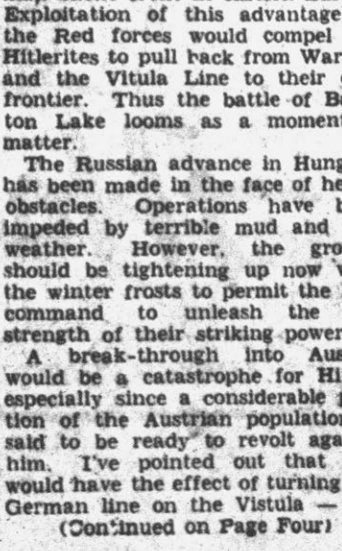 Exploitation of this advantage
the Red forces would compel
Hitlerites to pull back from War
and the Vitula Line to their
frontier. Thus the battle of B
ton Lake looms as a moment
matter.
The Russian advance in Hung
has been made in the face of he
obstacles. Operations have b
impeded by terrible mud and
weather. However, the gro
should be tightening up now
the winter frosts to permit the
command to unleash the
strength of their striking power
A break-through into Aus
would be a catastrophe for Hi
especially since a considerable
tion of the Austrian population
said to be ready to revolt aga
him. I've pointed out that
would have the effect of turning
German line on the Vistula —
(Continued on Page Four)